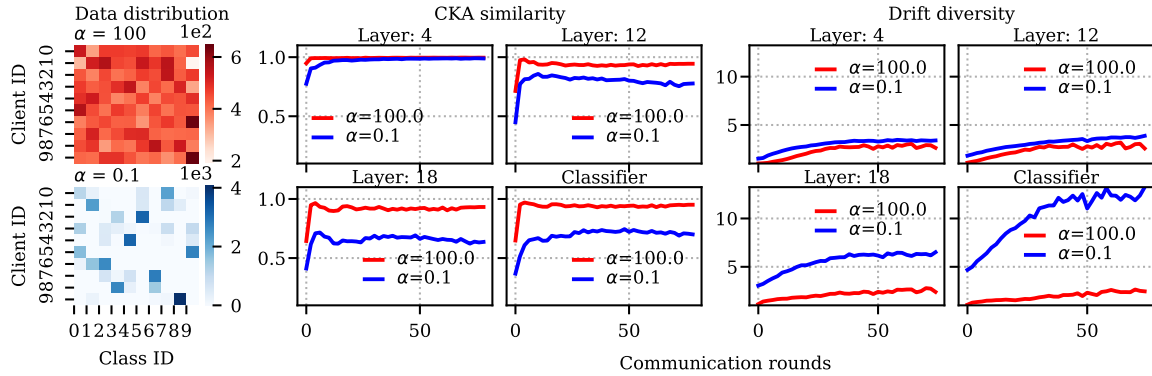 Data distribution
CKA similarity
Drift diversity
α = 100
1e2
Layer: 4
Layer: 12
Layer: 4
Layer: 12
Client ID
9876543210
6
4
2
1.0
0.5
α=100.0
α=0.1
α=100.0
α=0.1
10
5
α=100.0
α=0.1
α=100.0
α=0.1
α = 0.1
1e3
Layer: 18
Classifier
Layer: 18
Classifier
Client ID
9876543210
4
2
0
1.0
0.5
α=100.0
α=0.1
α=100.0
α=0.1
10
5
α=100.0
α=0.1
α=100.0
α=0.1
0123456789
0
50
0
50
0
50
0
50
Class ID
Communication rounds